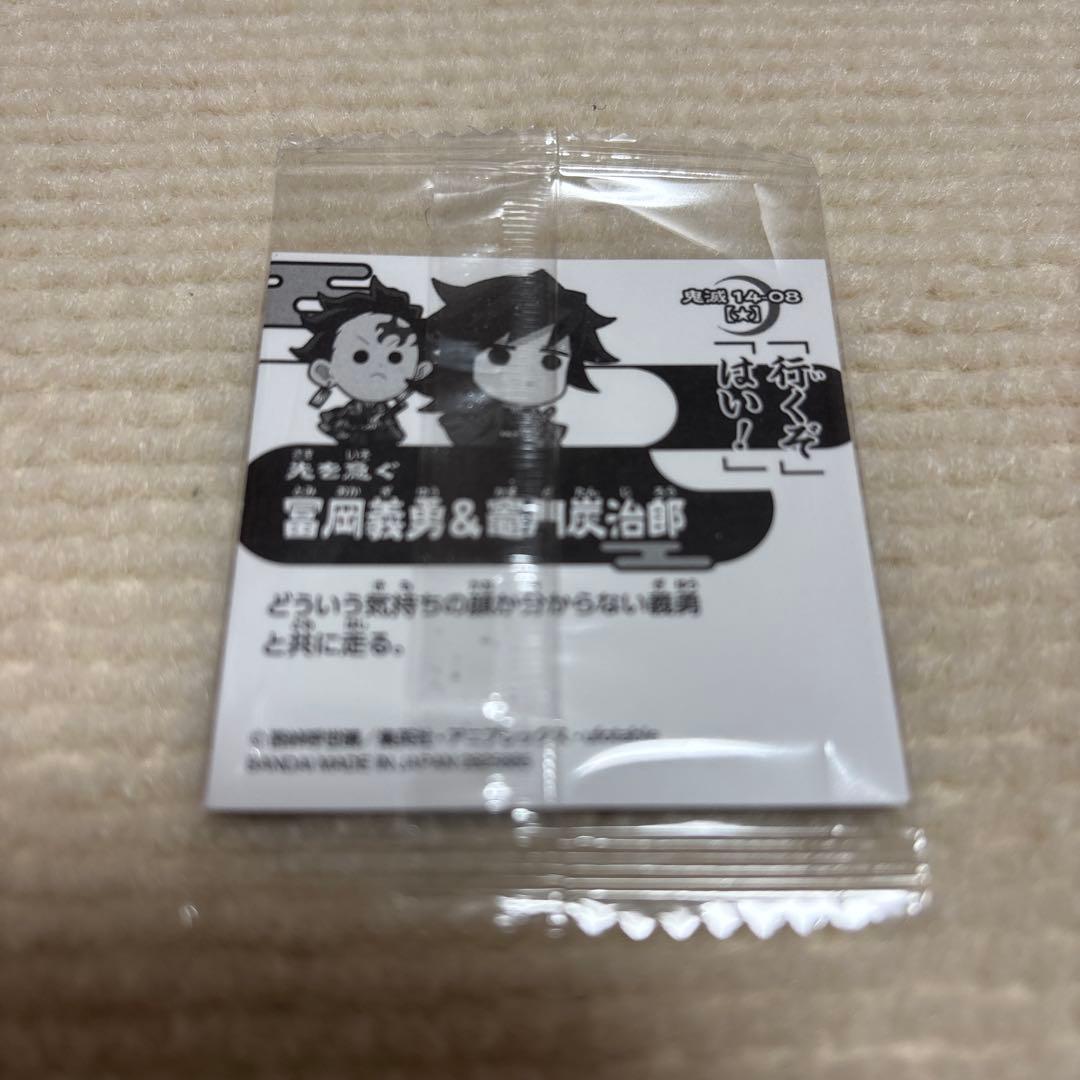 鬼滅 14-08
[★]
「行くぞ」
「はい！」
先を急ぐ
冨岡義勇&竈門炭治郎
どういう気持ちの顔か分からない義勇
と共に走る。
BANDAI MADE IN JAPAN